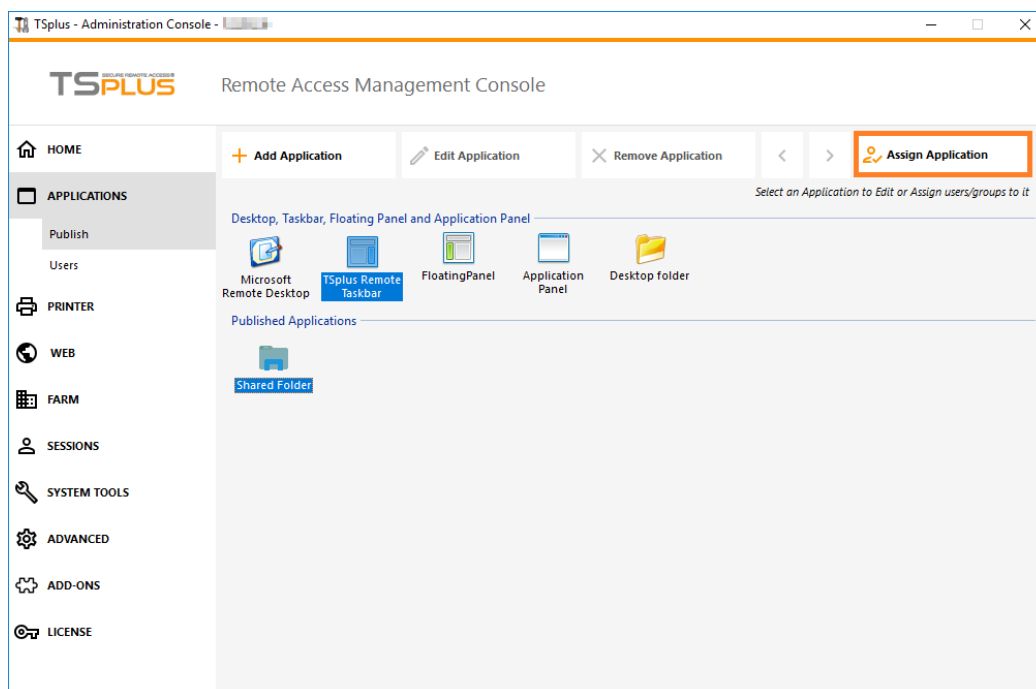 TSplus - Administration Console -
TSPLUS
SECURE REMOTE ACCESS®
Remote Access Management Console
HOME
APPLICATIONS
Publish
Users
PRINTER
WEB
FARM
SESSIONS
SYSTEM TOOLS
ADVANCED
ADD-ONS
LICENSE
Add Application
Edit Application
Remove Application
Assign Application
Select an Application to Edit or Assign users/groups to it
Desktop, Taskbar, Floating Panel and Application Panel
Microsoft
Remote Desktop
TSplus Remote
Taskbar
FloatingPanel
Application
Panel
Desktop folder
Published Applications
Shared Folder